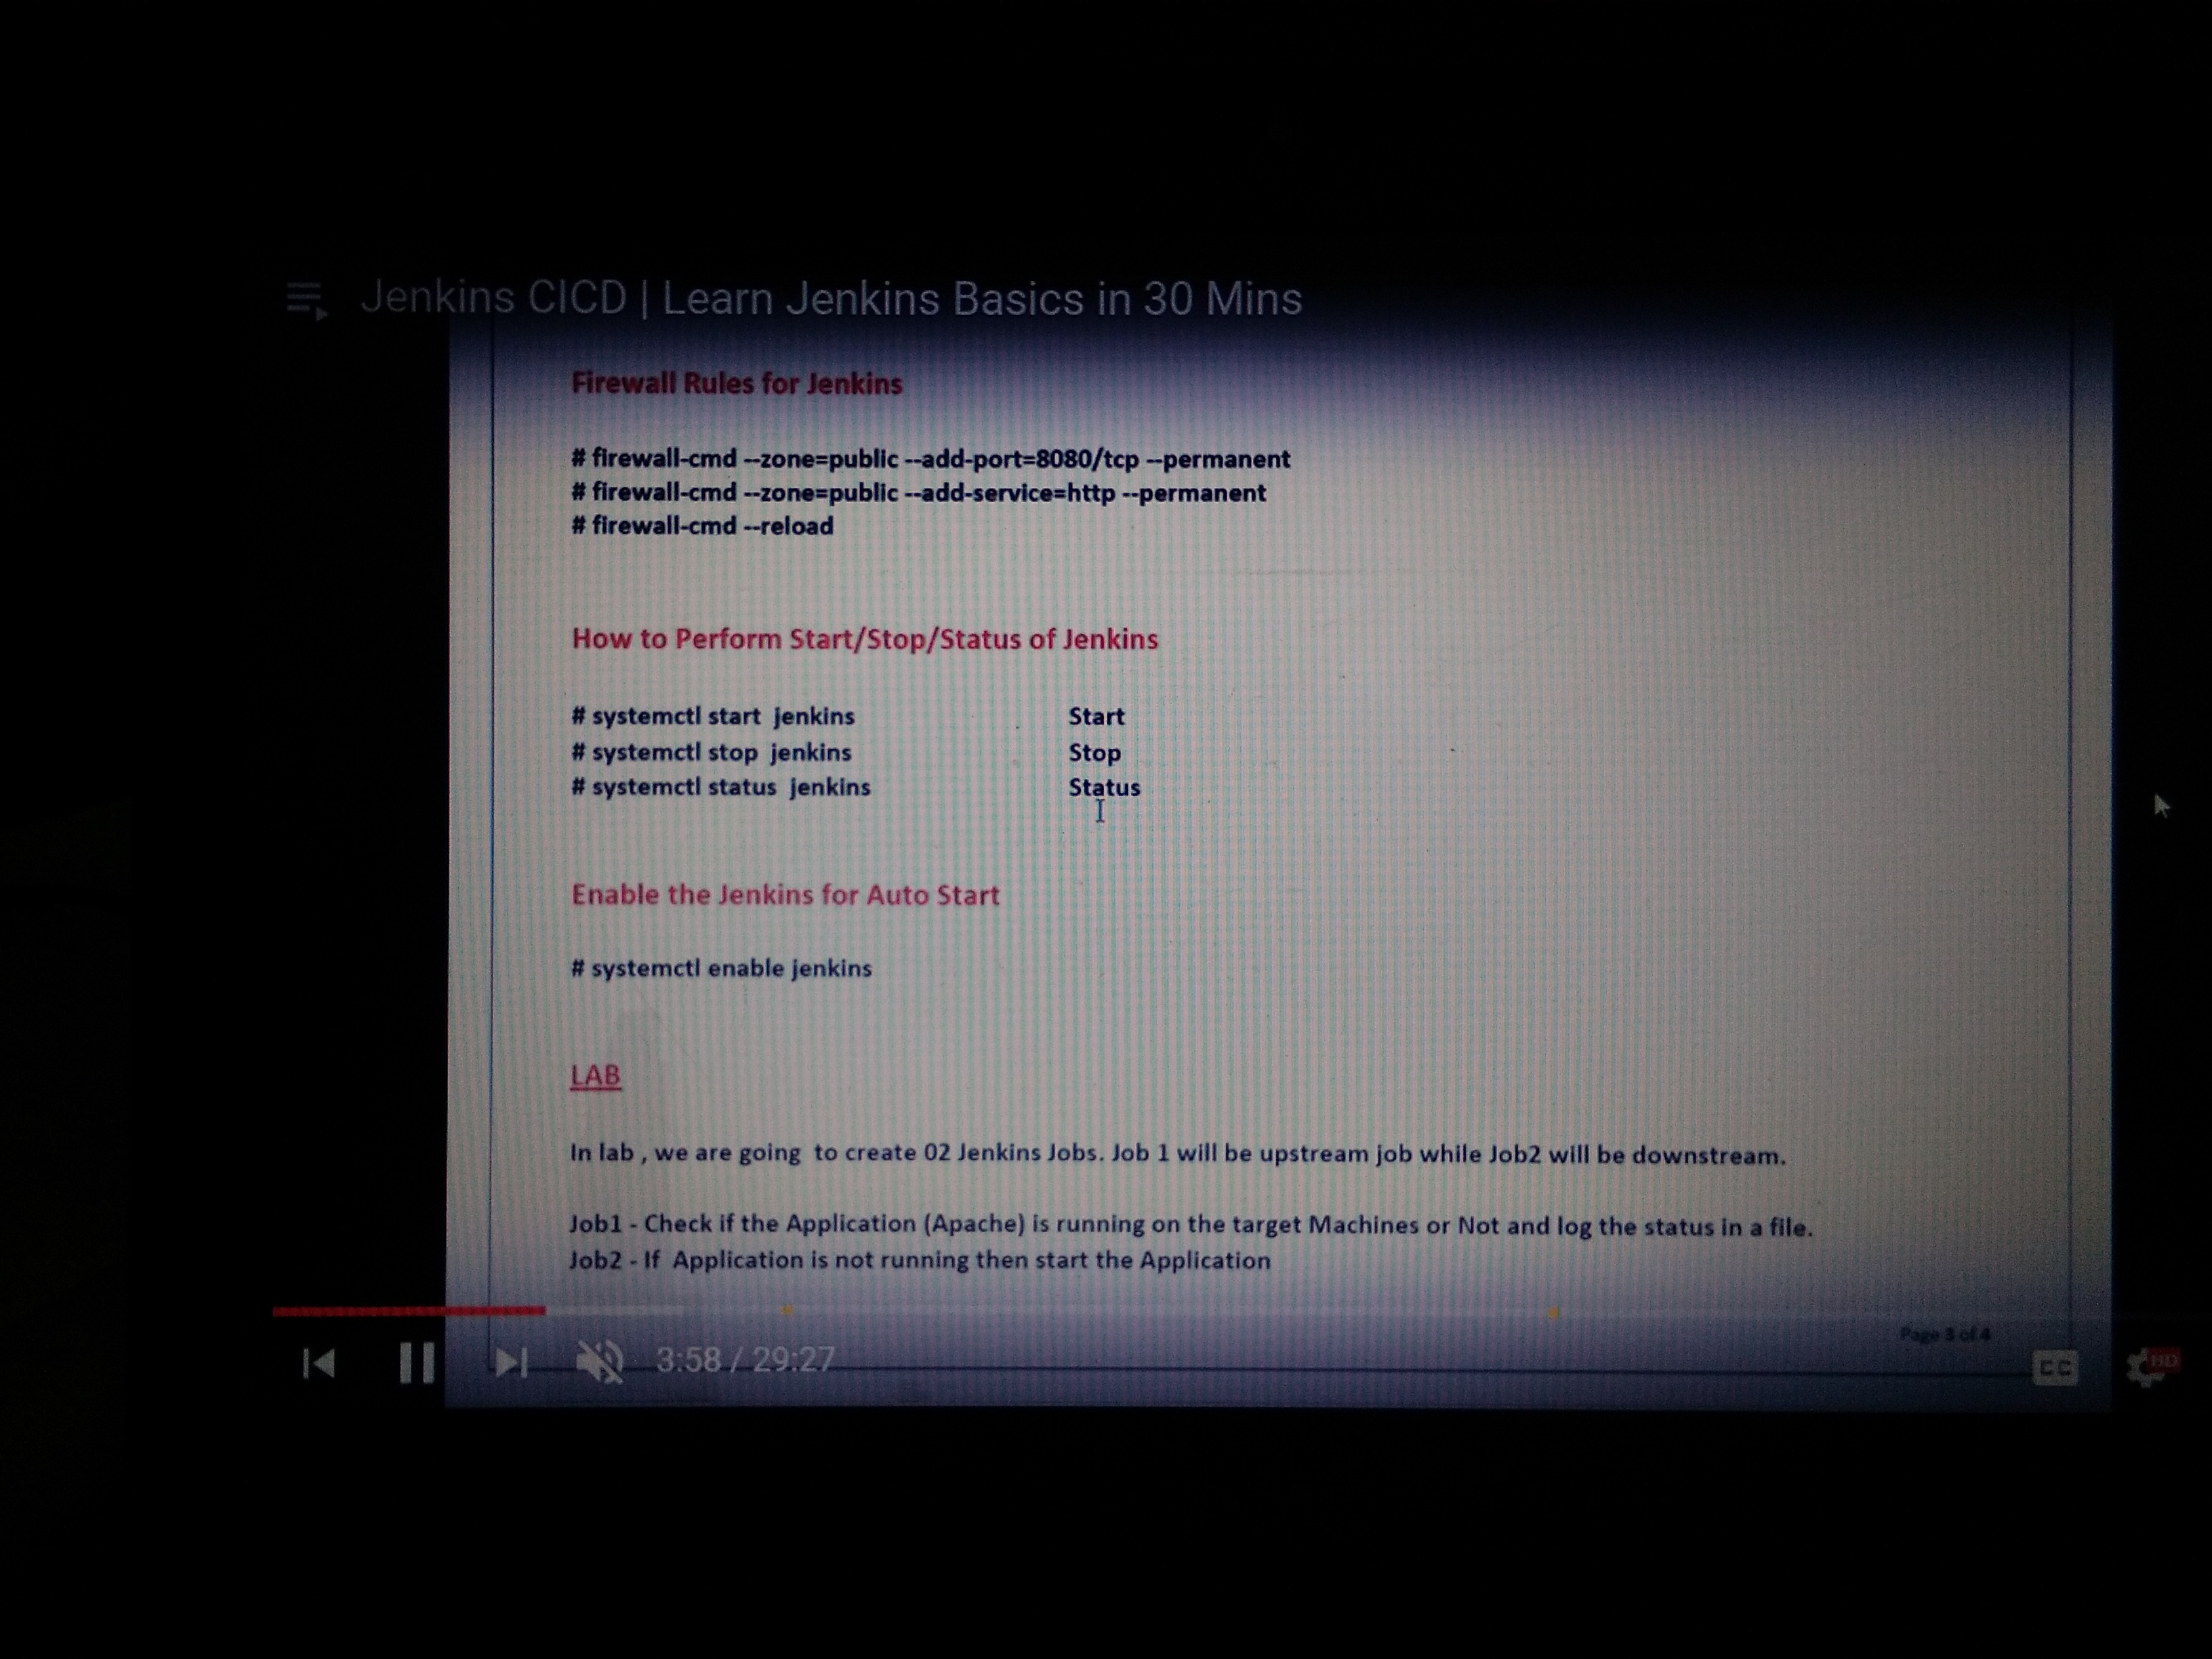 Jenkins CICD | Learn Jenkins Basics in 30 Mins
Firewall Rules for Jenkins
# firewall-cmd --zone=public --add-port=8080/tcp --permanent
# firewall-cmd --zone=public --add-service=http --permanent
# firewall-cmd --reload
How to Perform Start/Stop/Status of Jenkins
# systemctl start  jenkins Start
# systemctl stop  jenkins Stop
# systemctl status  jenkins Status
Enable the Jenkins for Auto Start
# systemctl enable jenkins
LAB
In lab , we are going  to create 02 Jenkins Jobs. Job 1 will be upstream job while Job2 will be downstream.
Job1 - Check if the Application (Apache) is running on the target Machines or Not and log the status in a file.
Job2 - If  Application is not running then start the Application
Page 3 of 4
3:58 / 29:27
CC
HD